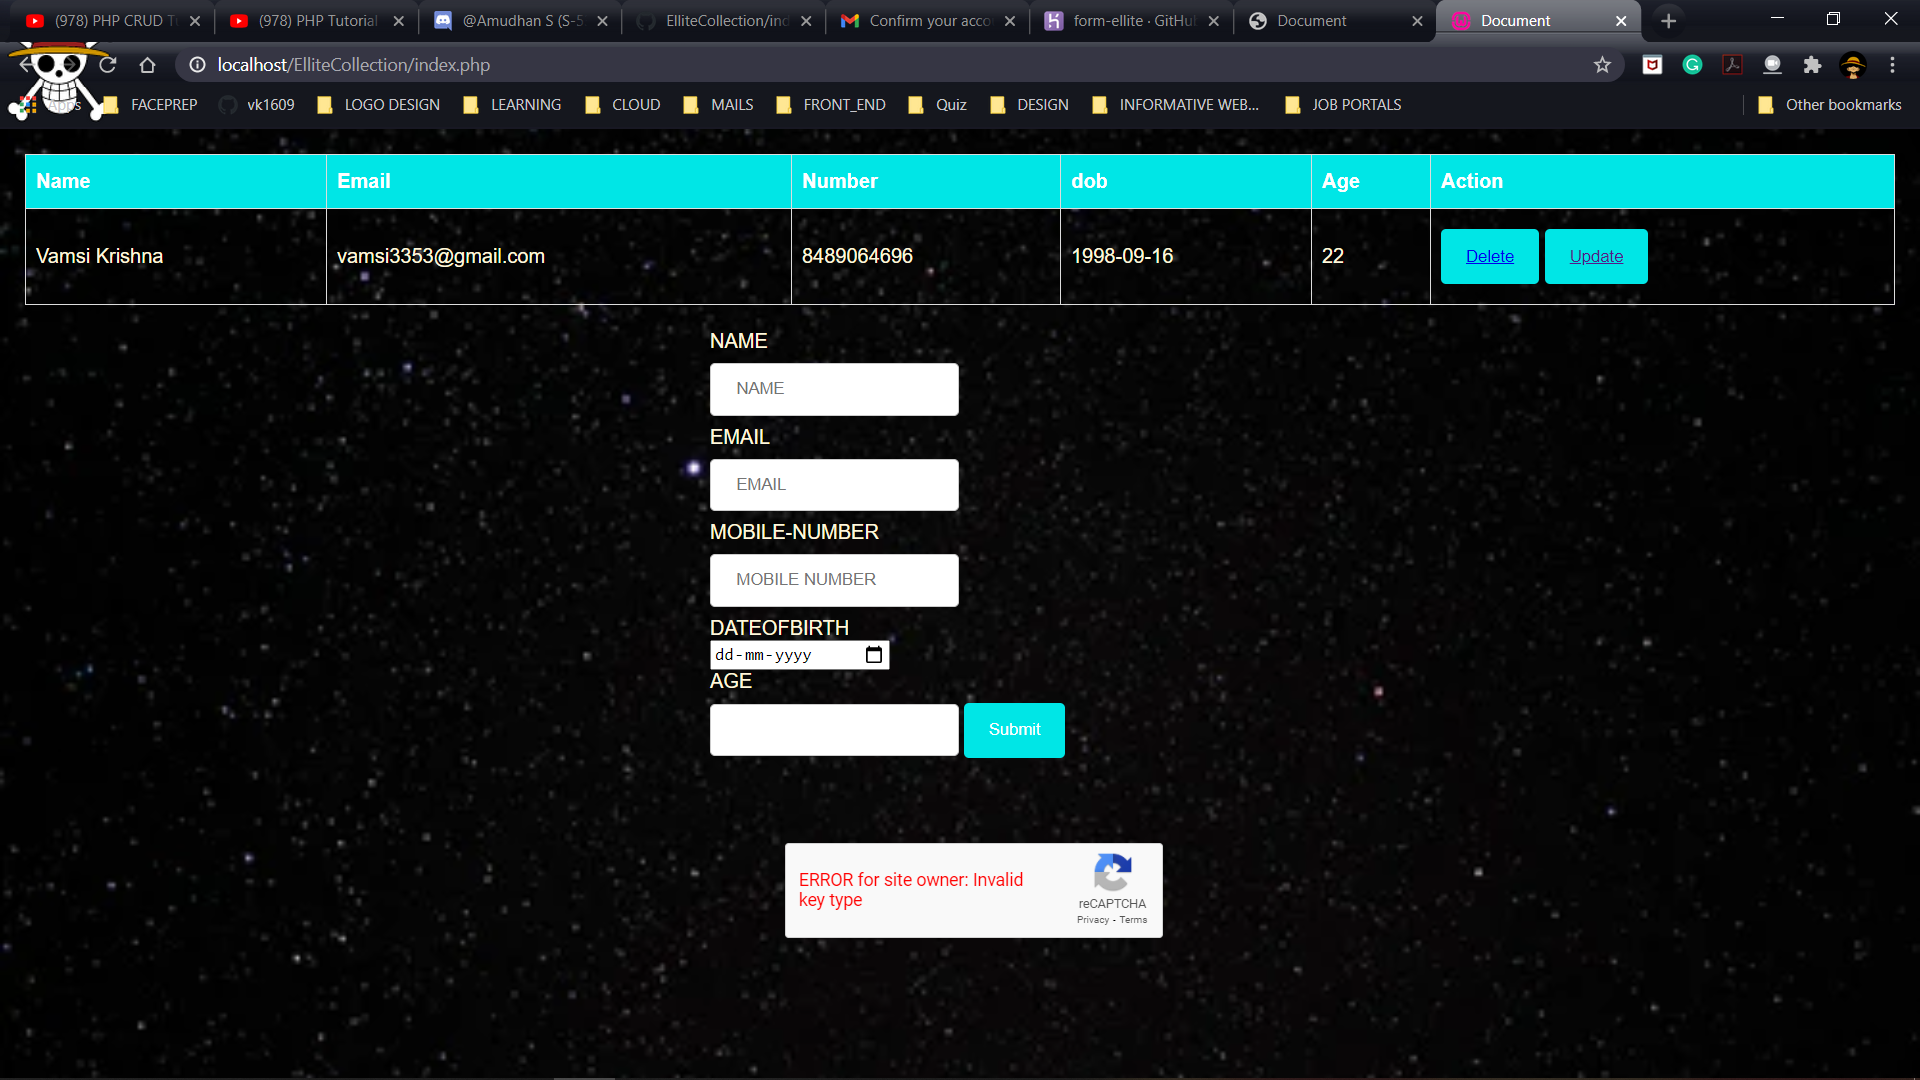 (978) PHP CRUD T
(978) PHP Tutorial
@Amudhan S (S-5
ElliteCollection/ind
Confirm your acco
form-ellite · GitHu
Document
Document
localhost/ElliteCollection/index.php
Apps
FACEPREP
vk1609
LOGO DESIGN
LEARNING
CLOUD
MAILS
FRONT_END
Quiz
DESIGN
INFORMATIVE WEB...
JOB PORTALS
Other bookmarks
Name Email Number dob Age Action
Vamsi Krishna vamsi3353@gmail.com 8489064696 1998-09-16 22 Delete Update
NAME
NAME
EMAIL
EMAIL
MOBILE-NUMBER
MOBILE NUMBER
DATEOFBIRTH
dd-mm-yyyy
AGE
Submit
ERROR for site owner: Invalid
key type
reCAPTCHA
Privacy - Terms